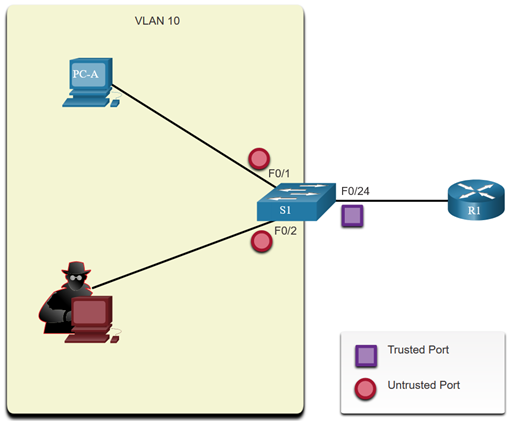 VLAN 10
PC-A
F0/1
F0/24
S1
R1
F0/2
Trusted Port
Untrusted Port